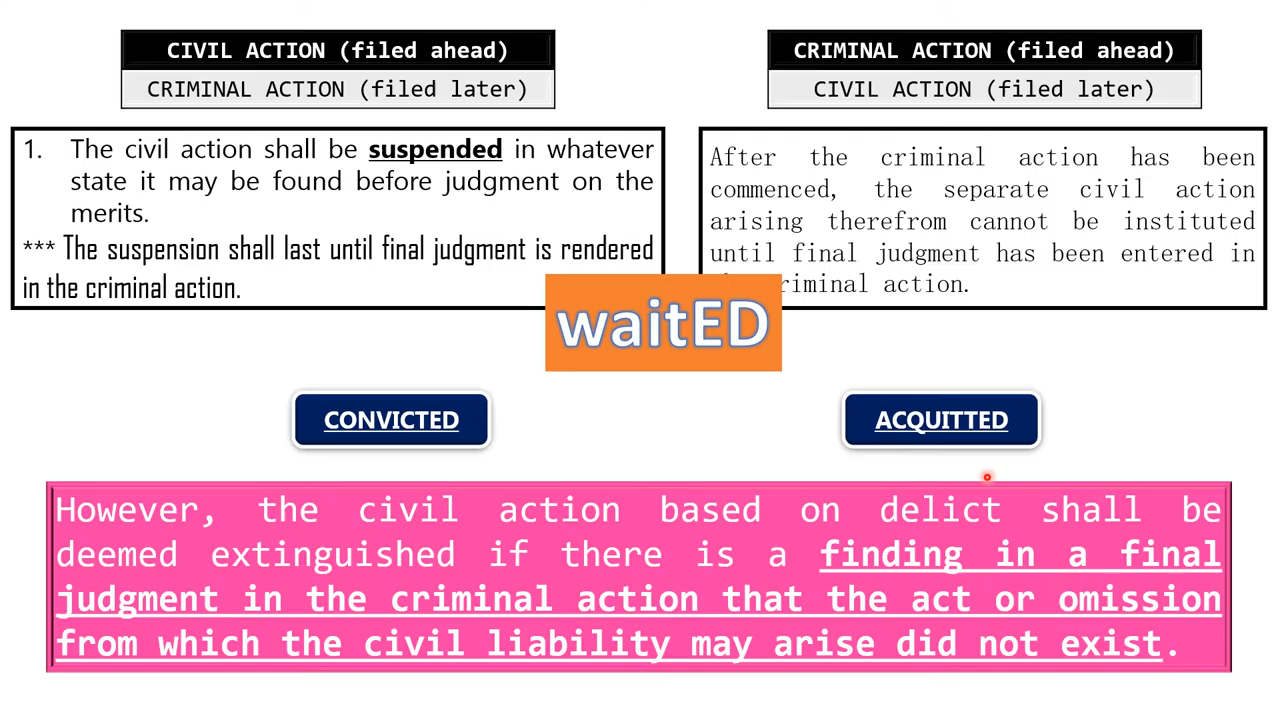 CIVIL ACTION (filed ahead)
CRIMINAL ACTION (filed later)
1. The civil action shall be suspended in whatever
state it may be found before judgment on the
merits.
*** The suspension shall last until final judgment is rendered
in the criminal action.
CRIMINAL ACTION (filed ahead)
CIVIL ACTION (filed later)
After the criminal action has been
commenced, the separate civil action
arising therefrom cannot be instituted
until final judgment has been entered in
action.
waitED
CONVICTED
ACQUITTED
However, the civil action based on delict shall be
deemed extinguished if there is a finding in a final
judgment in the criminal action that the act or omission
from which the civil liability may arise did not exist.